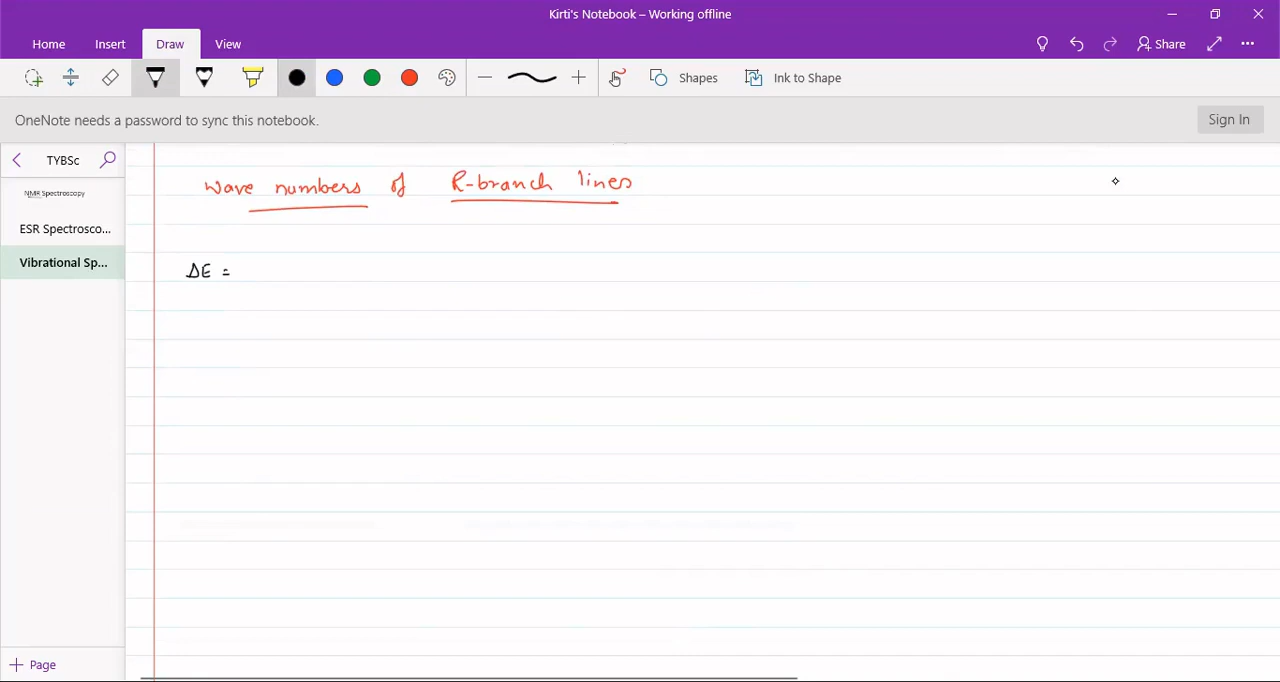 Kirti's Notebook – Working offline
Home Insert Draw View Share
Shapes Ink to Shape
OneNote needs a password to sync this notebook. Sign In
TYBSc
NMR Spectroscopy
ESR Spectrosco...
Vibrational Sp...
Wave numbers of R-branch lines
ΔE =
Page